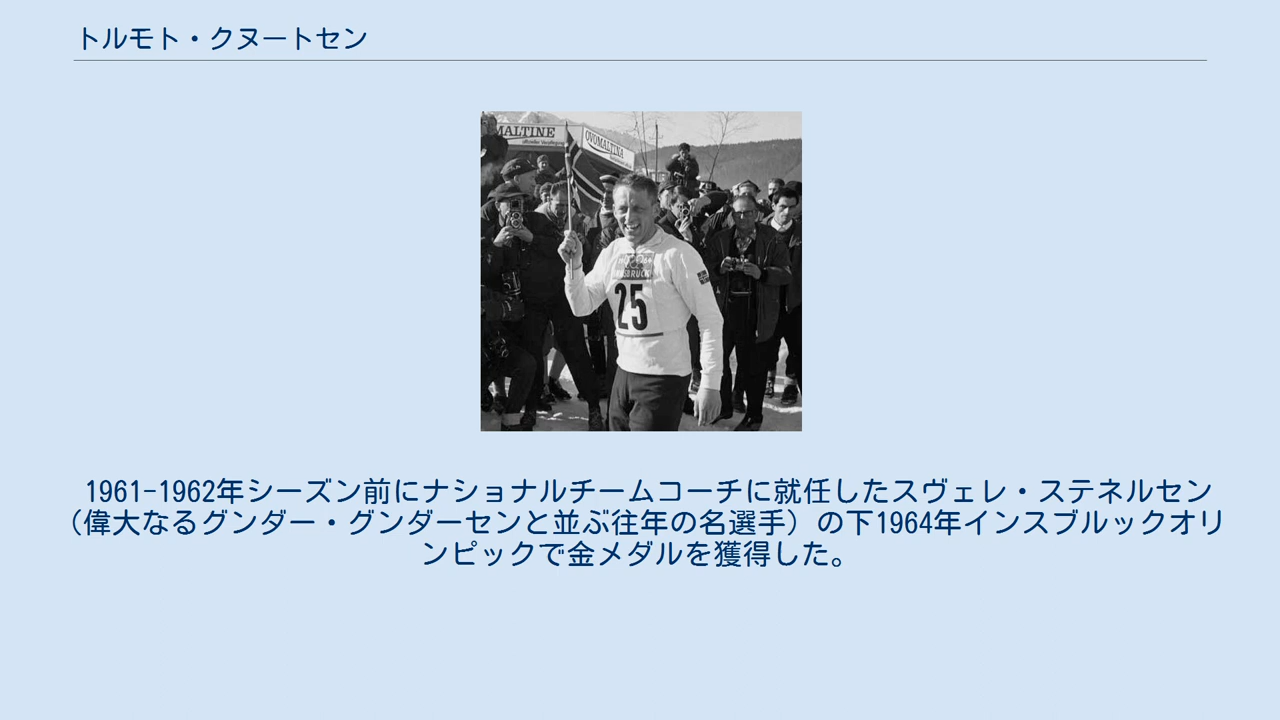 トルモト・クヌートセン
MALTINE
OVOMALTINE
INNSBRUCK
25
1961-1962年シーズン前にナショナルチームコーチに就任したスヴェレ・ステネルセン
（偉大なるグンダー・グンダーセンと並ぶ往年の名選手）の下1964年インスブルックオリ
ンピックで金メダルを獲得した。